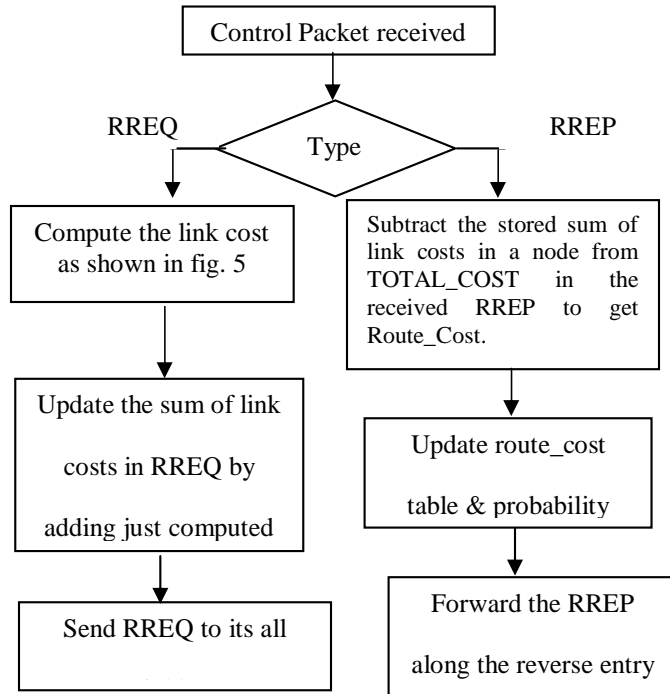 Control Packet received
RREQ
Type
RREP
Compute the link cost
as shown in fig. 5
Subtract the stored sum of
link costs in a node from
TOTAL_COST in the
received RREP to get
Route_Cost.
Update the sum of link
costs in RREQ by
adding just computed
Update route_cost
table & probability
Send RREQ to its all
Forward the RREP
along the reverse entry